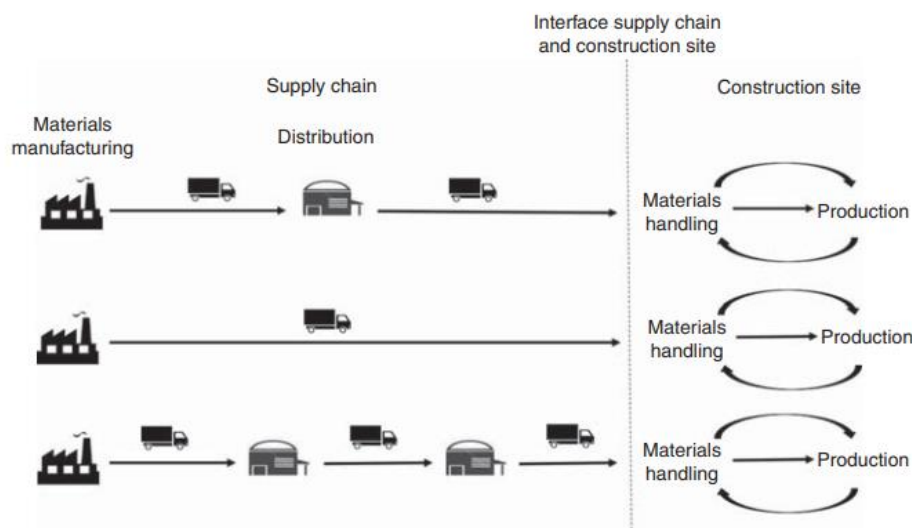 Interface supply chain
and construction site
Supply chain
Construction site
Materials
manufacturing
Distribution
Materials
handling
Production
Materials
handling
Production
Materials
handling
Production